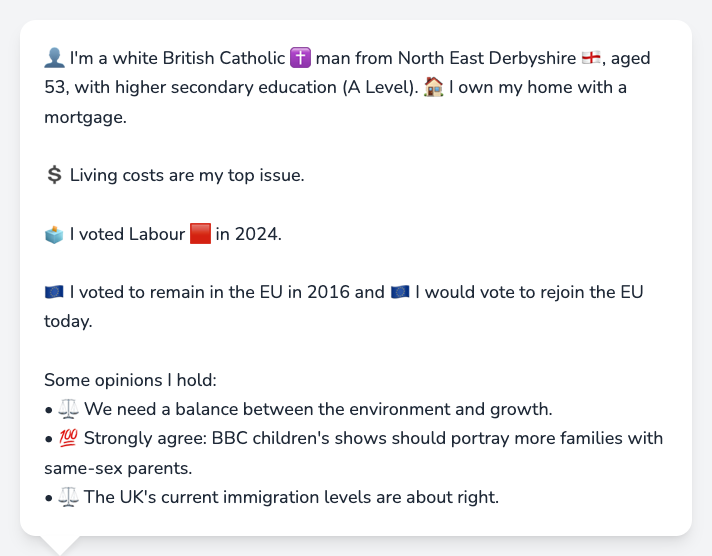 👤 I'm a white British Catholic ✝️ man from North East Derbyshire 🏴󠁧󠁢󠁥󠁮󠁧󠁿, aged
53, with higher secondary education (A Level). 🏠 I own my home with a
mortgage.
💲 Living costs are my top issue.
🗳️ I voted Labour 🟥 in 2024.
🇪🇺 I voted to remain in the EU in 2016 and 🇪🇺 I would vote to rejoin the EU
today.
Some opinions I hold:
• ⚖️ We need a balance between the environment and growth.
• 💯 Strongly agree: BBC children's shows should portray more families with
same-sex parents.
• ⚖️ The UK's current immigration levels are about right.